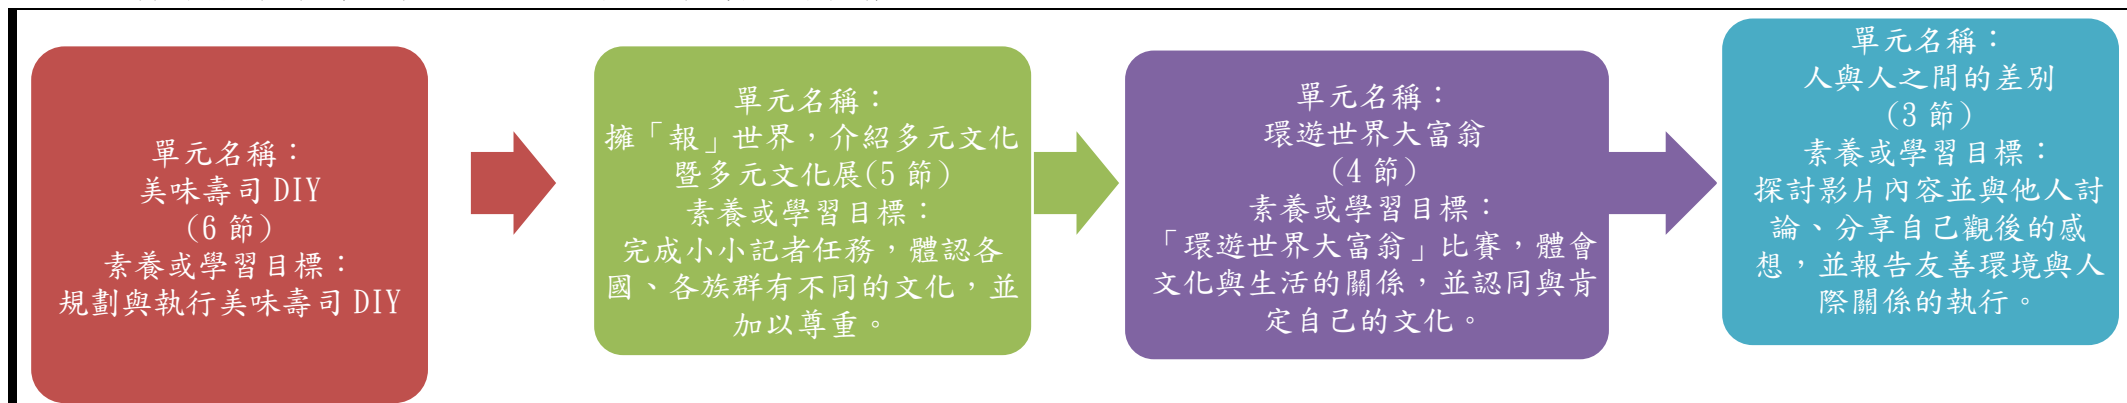 單元名稱：
美味壽司 DIY
(6 節)
素養或學習目標：
規劃與執行美味壽司 DIY
單元名稱：
擁「報」世界，介紹多元文化
暨多元文化展(5 節)
素養或學習目標：
完成小小記者任務，體認各
國、各族群有不同的文化，並
加以尊重。
單元名稱：
環遊世界大富翁
(4 節)
素養或學習目標：
「環遊世界大富翁」比賽，體會
文化與生活的關係，並認同與肯
定自己的文化。
單元名稱：
人與人之間的差別
(3 節)
素養或學習目標：
探討影片內容並與他人討
論、分享自己觀後的感
想，並報告友善環境與人
際關係的執行。